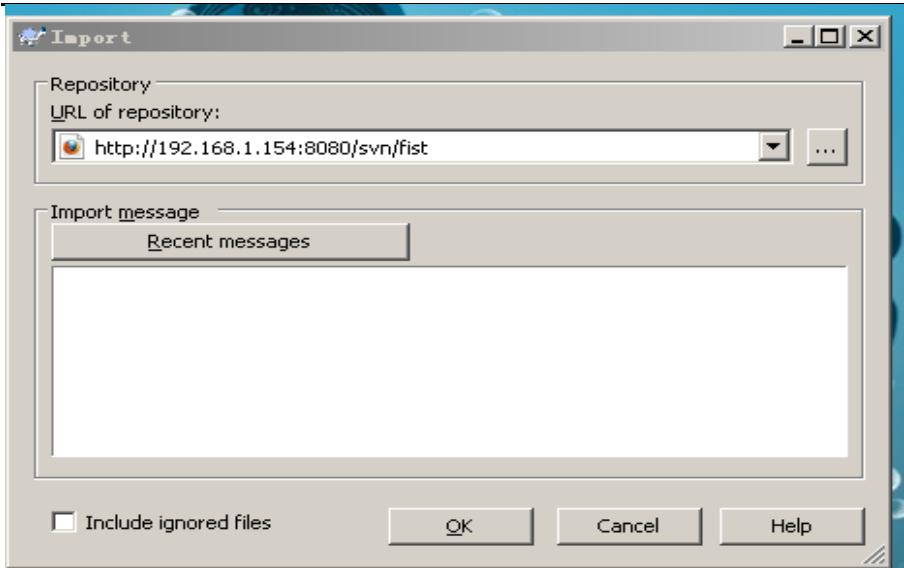 Import
Repository
URL of repository:
http://192.168.1.154:8080/svn/fist
...
Import message
Recent messages
Include ignored files
OK
Cancel
Help